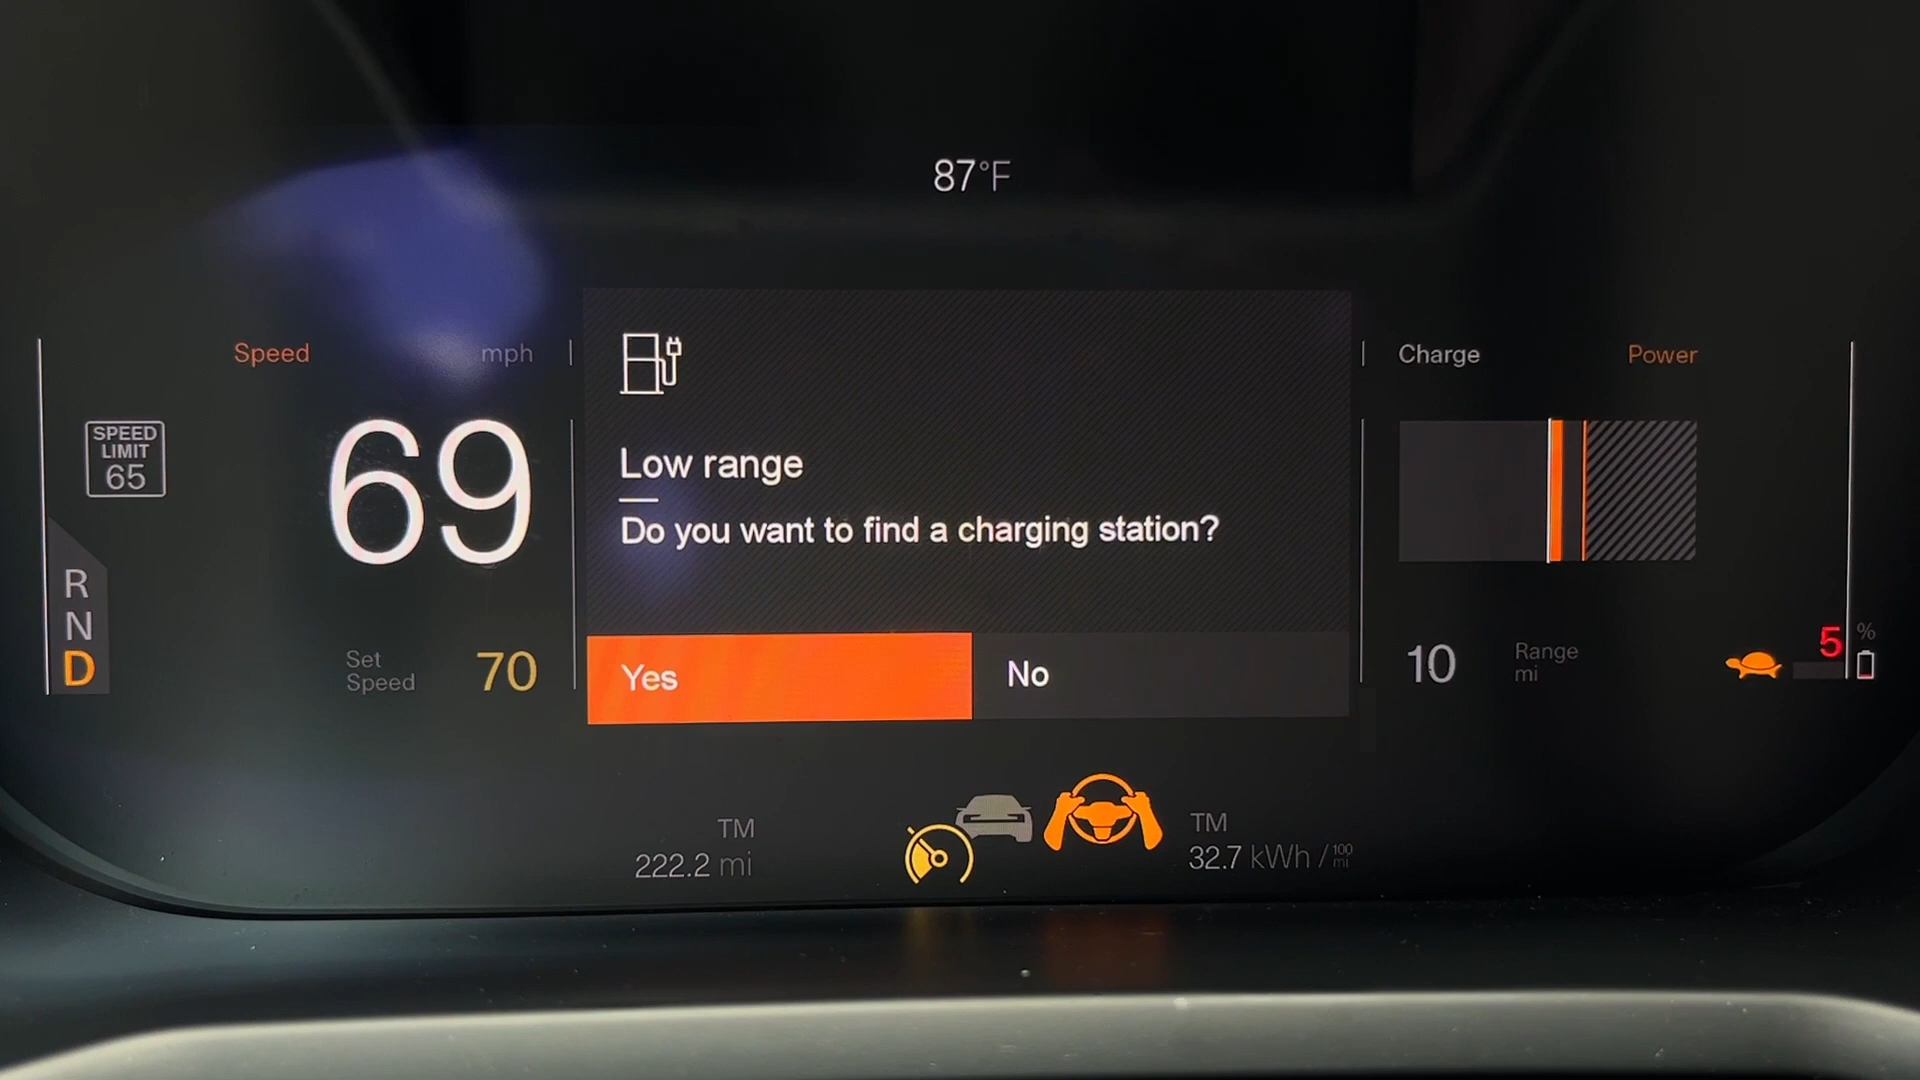 87°F
Speed mph
SPEED
LIMIT
65
69
R
N
D
Set
Speed
70
Low range
Do you want to find a charging station?
Yes
No
Charge Power
10
Range
mi
5 %
TM
222.2 mi
TM
32.7 kWh / 100 mi